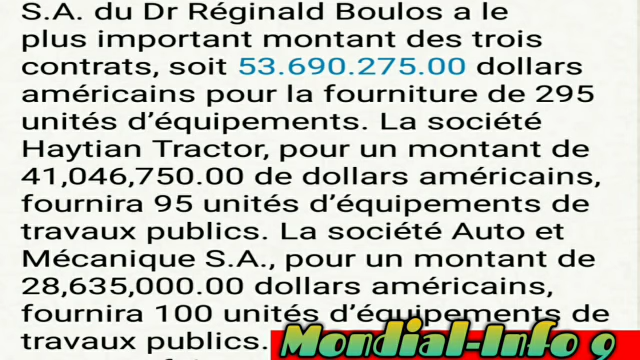 S.A. du Dr Réginald Boulos a le
plus important montant des trois
contrats, soit 53.690.275.00 dollars
américains pour la fourniture de 295
unités d'équipements. La société
Haytian Tractor, pour un montant de
41,046,750.00 de dollars américains,
fournira 95 unités d'équipements de
travaux publics. La société Auto et
Mécanique S.A., pour un montant de
28,635,000.00 dollars américains,
fournira 100 unités d'équipements de
travaux publics.
Mondial-Info 9